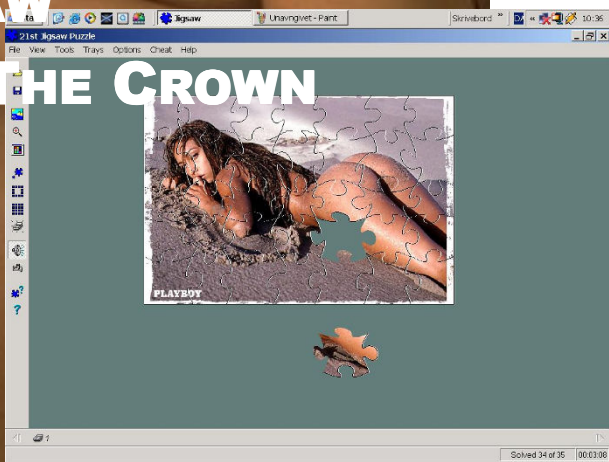 W
Jigsaw
Unavngivet - Paint
Skrivebord »
DA
«
10:36
21st Jigsaw Puzzle
File View Tools Trays Options Cheat Help
THE CROWN
PLAYBOY
1
Solved 34 of 35
00:03:08